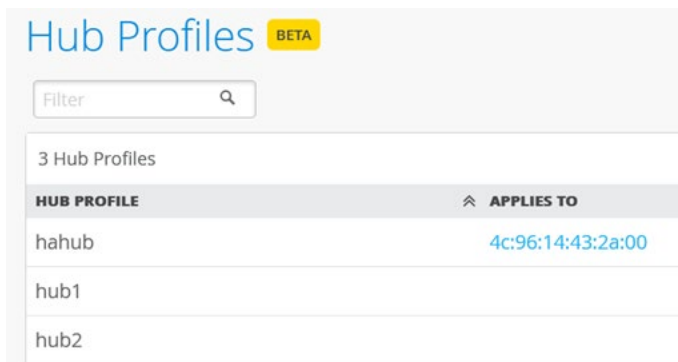 Hub Profiles BETA
Filter
3 Hub Profiles
HUB PROFILE APPLIES TO
hahub 4c:96:14:43:2a:00
hub1
hub2